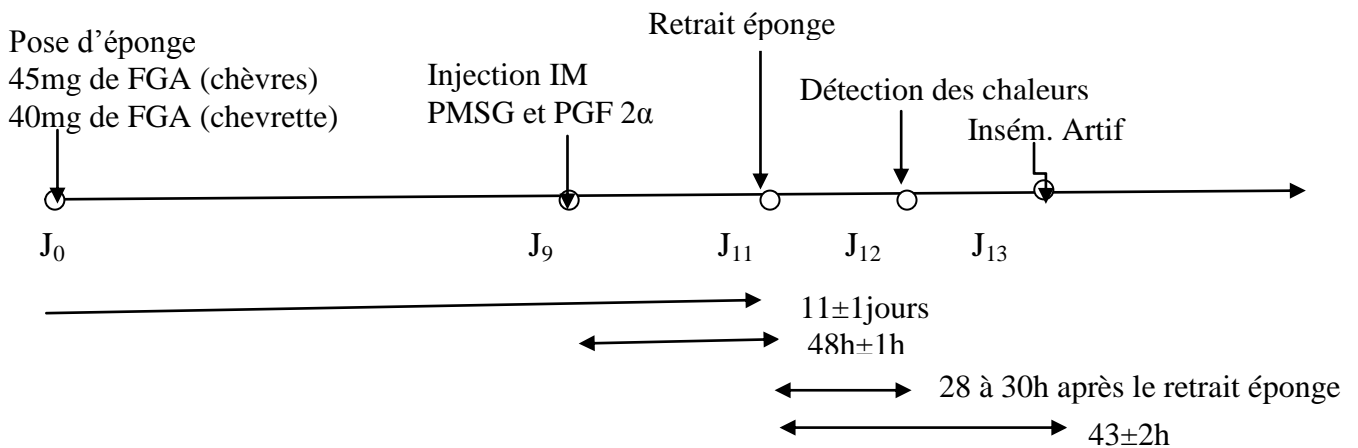 Pose d'éponge
45mg de FGA (chèvres)
40mg de FGA (chevrette)
Injection IM
PMSG et PGF 2α
Retrait éponge
Détection des chaleurs
Insém. Artif
J₀
J₉
J₁₁
J₁₂
J₁₃
11±1jours
48h±1h
28 à 30h après le retrait éponge
43±2h